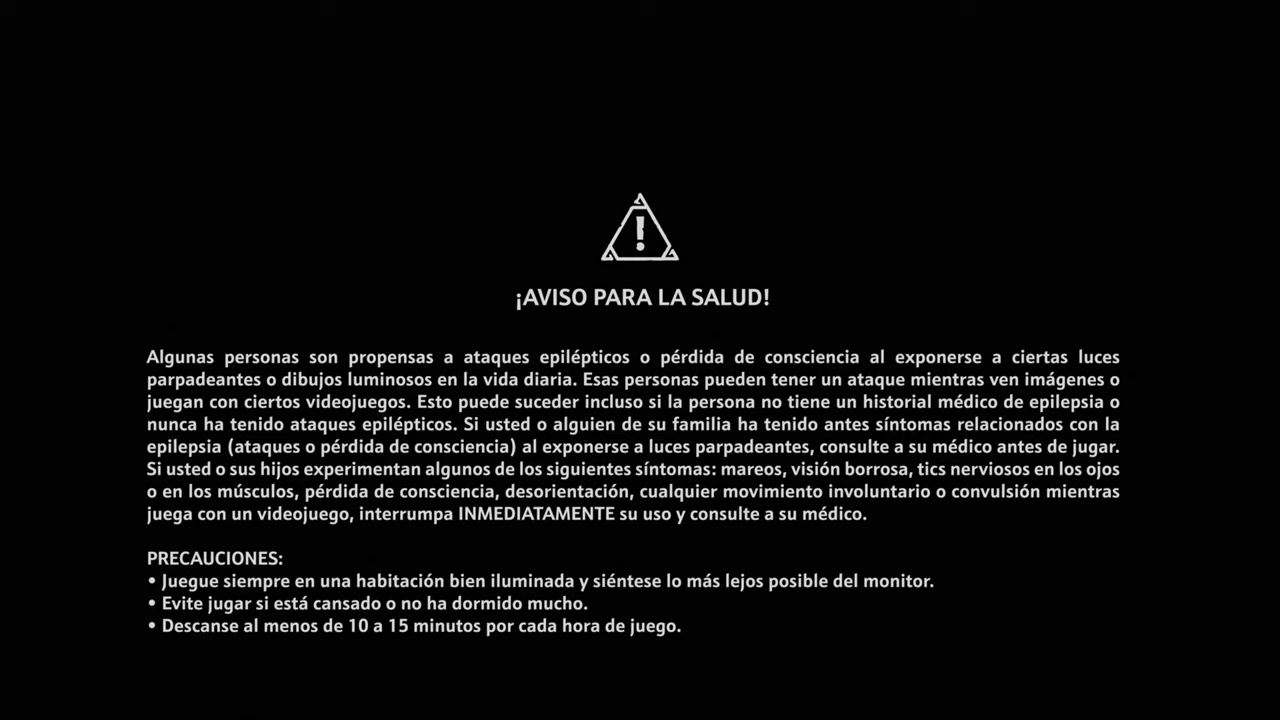 ¡AVISO PARA LA SALUD!
Algunas personas son propensas a ataques epilépticos o pérdida de consciencia al exponerse a ciertas luces
parpadeantes o dibujos luminosos en la vida diaria. Esas personas pueden tener un ataque mientras ven imágenes o
juegan con ciertos videojuegos. Esto puede suceder incluso si la persona no tiene un historial médico de epilepsia o
nunca ha tenido ataques epilépticos. Si usted o alguien de su familia ha tenido antes síntomas relacionados con la
epilepsia (ataques o pérdida de consciencia) al exponerse a luces parpadeantes, consulte a su médico antes de jugar.
Si usted o sus hijos experimentan algunos de los siguientes síntomas: mareos, visión borrosa, tics nerviosos en los ojos
o en los músculos, pérdida de consciencia, desorientación, cualquier movimiento involuntario o convulsión mientras
juega con un videojuego, interrumpa INMEDIATAMENTE su uso y consulte a su médico.
PRECAUCIONES:
• Juegue siempre en una habitación bien iluminada y siéntese lo más lejos posible del monitor.
• Evite jugar si está cansado o no ha dormido mucho.
• Descanse al menos de 10 a 15 minutos por cada hora de juego.